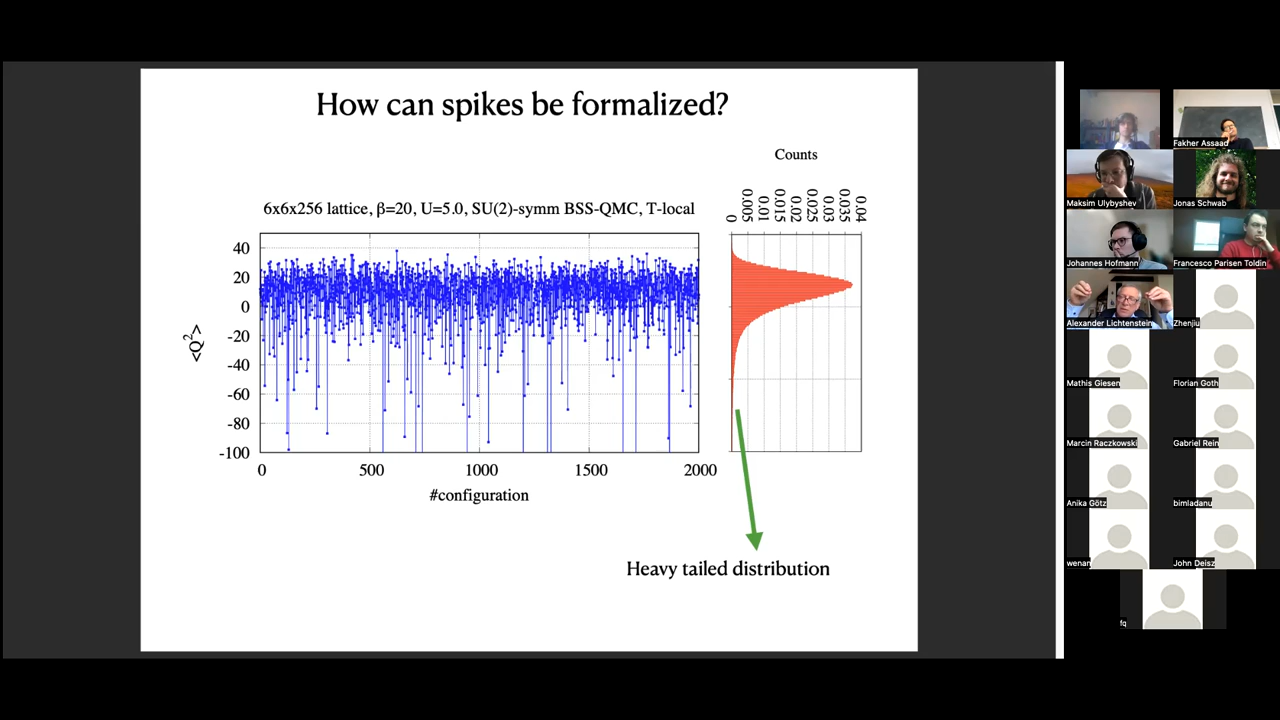 How can spikes be formalized?
Counts
0
0.005
0.01
0.015
0.02
0.025
0.03
0.035
0.04
6x6x256 lattice, β=20, U=5.0, SU(2)-symm BSS-QMC, T-local
40
20
0
-20
-40
-60
-80
-100
<Q²>
0 500 1000 1500 2000
#configuration
Heavy tailed distribution
Fakher Assaad
Maksim Ulybyshev
Jonas Schwab
Johannes Hofmann
Francesco Parisen Toldin
Alexander Lichtenstein
Zhenjiu
Mathis Giesen
Florian Goth
Marcin Raczkowski
Gabriel Rein
Anika Götz
bimladanu
wenan
John Deisz
fq